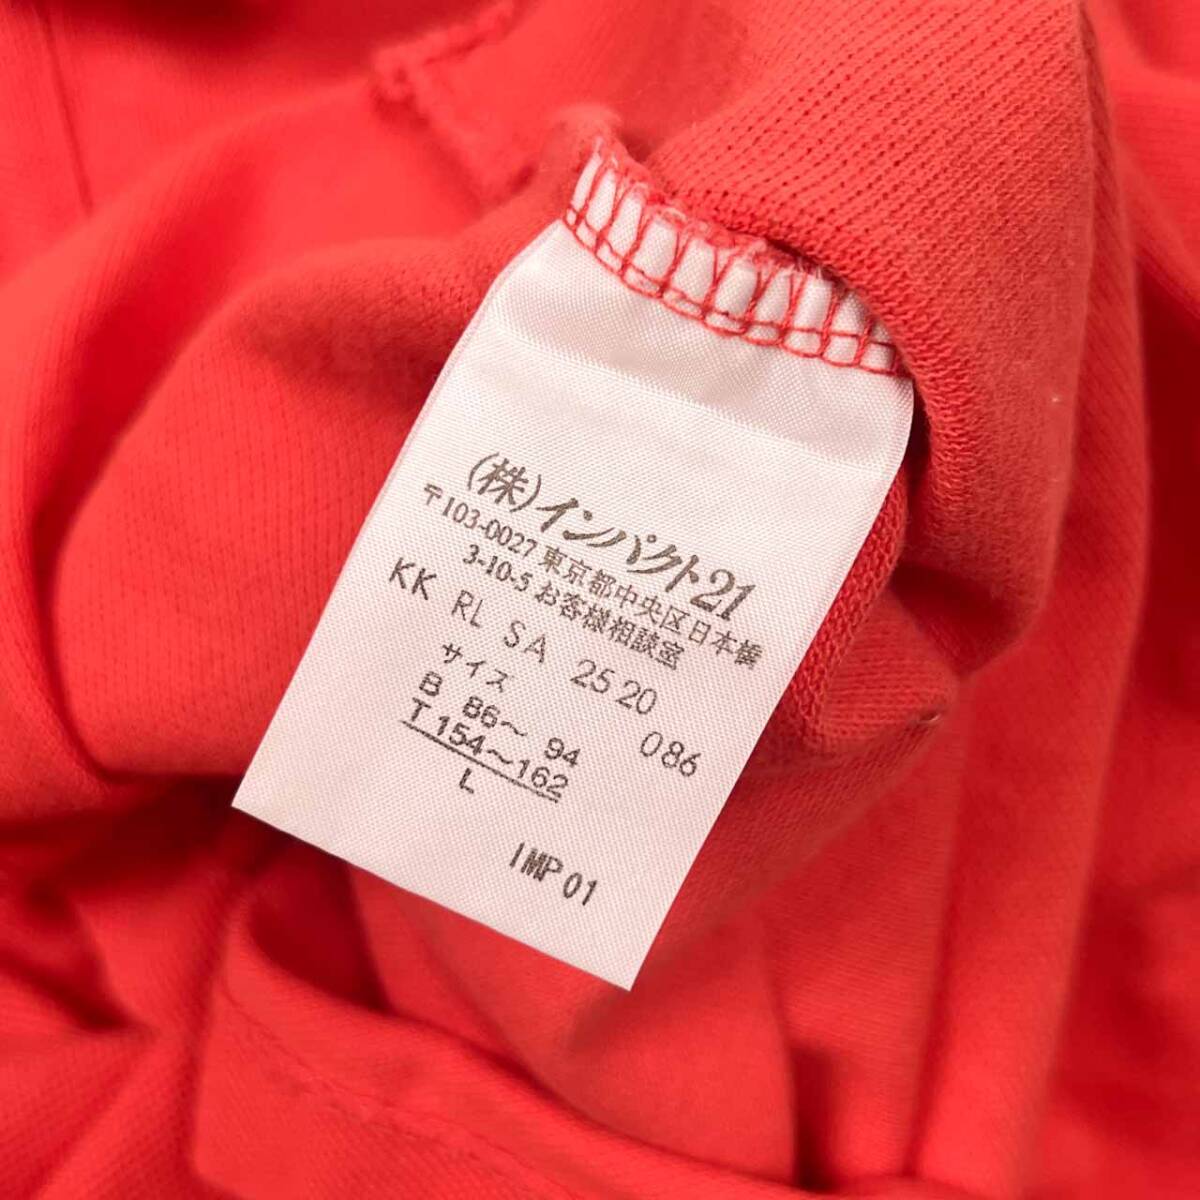 (株)インパクト21
〒103-0027 東京都中央区日本橋
3-10-5 お客様相談室
KK RL SA 2520 086
サイズ
B 86～ 94
T 154～162
L
IMP 01